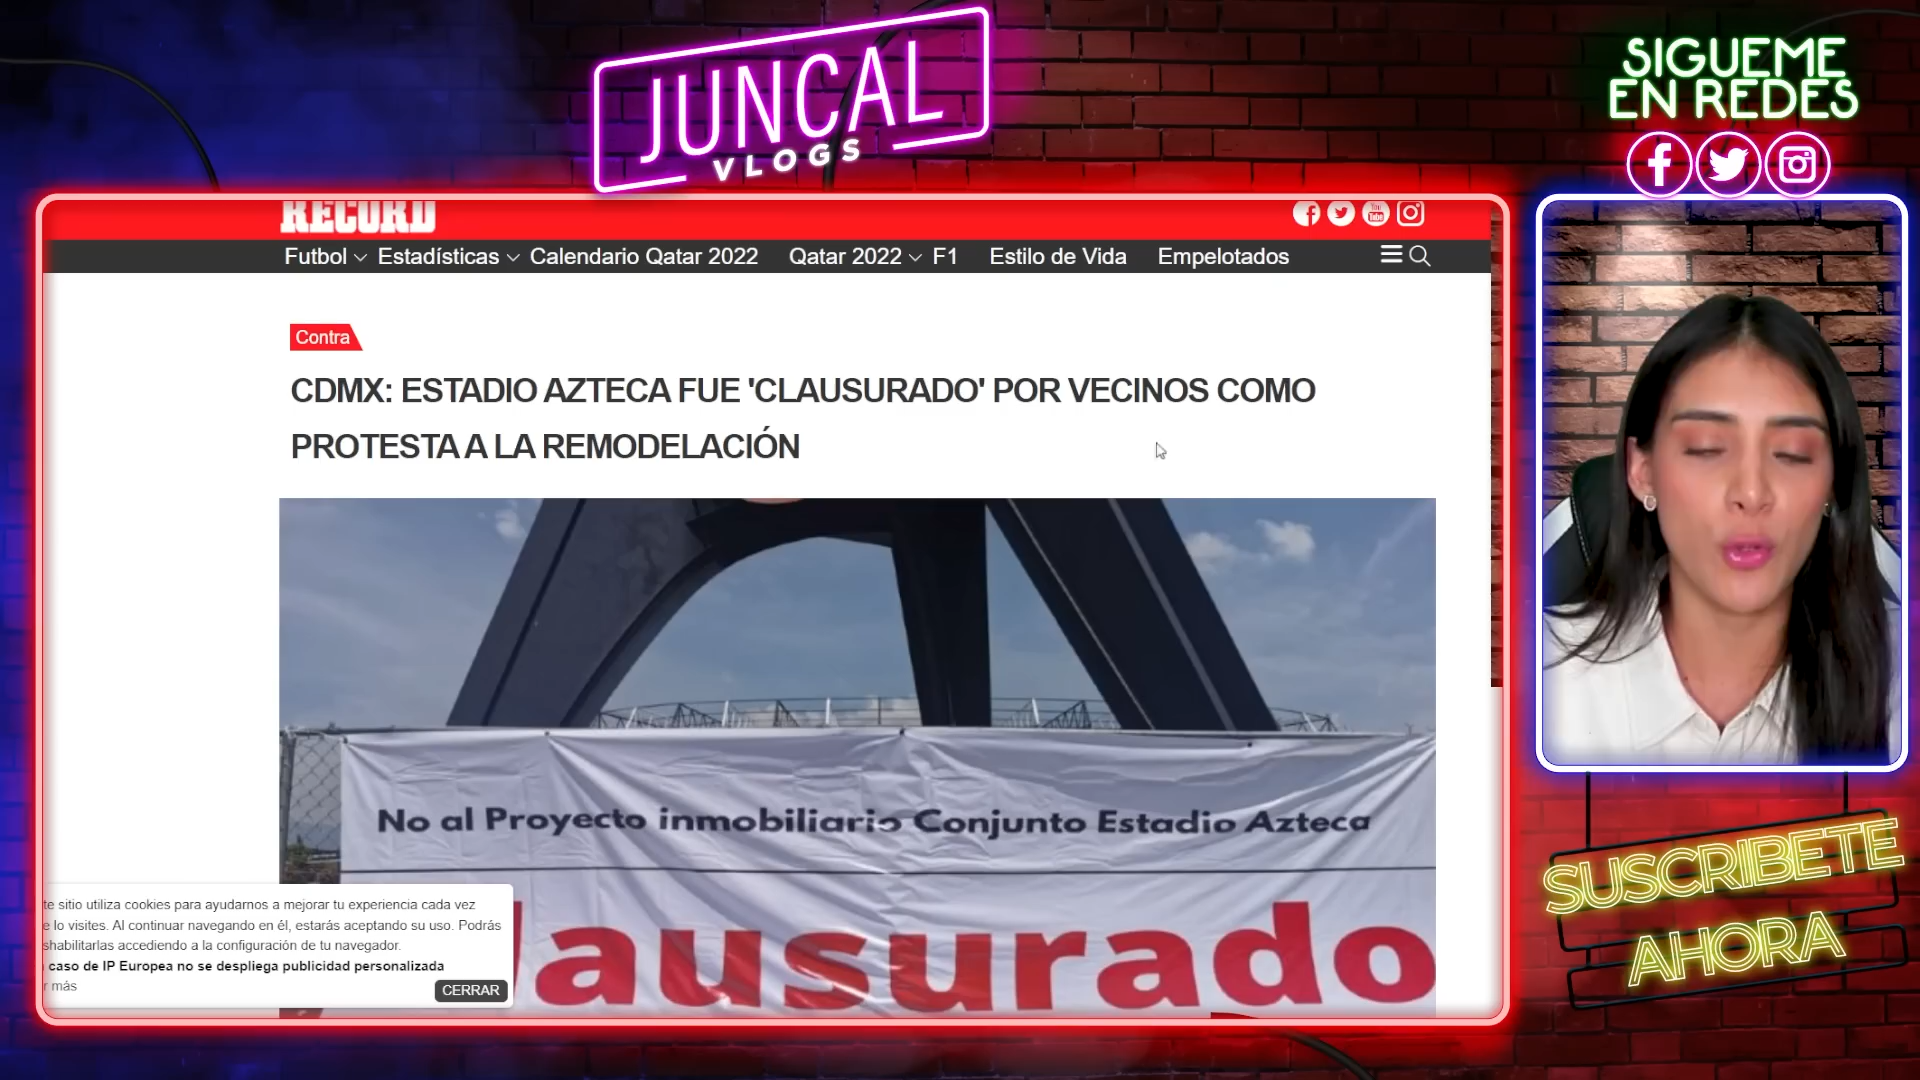 JUNCAL
VLOGS
SIGUEME
EN REDES
RECORD
You
Tube
Futbol Estadísticas Calendario Qatar 2022 Qatar 2022 F1 Estilo de Vida Empelotados
Contra
CDMX: ESTADIO AZTECA FUE 'CLAUSURADO' POR VECINOS COMO
PROTESTA A LA REMODELACIÓN
No al Proyecto inmobiliario Conjunto Estadio Azteca
lausurado
te sitio utiliza cookies para ayudarnos a mejorar tu experiencia cada vez
e lo visites. Al continuar navegando en él, estarás aceptando su uso. Podrás
shabilitarlas accediendo a la configuración de tu navegador.
caso de IP Europea no se despliega publicidad personalizada
r más
CERRAR
SUSCRIBETE
AHORA